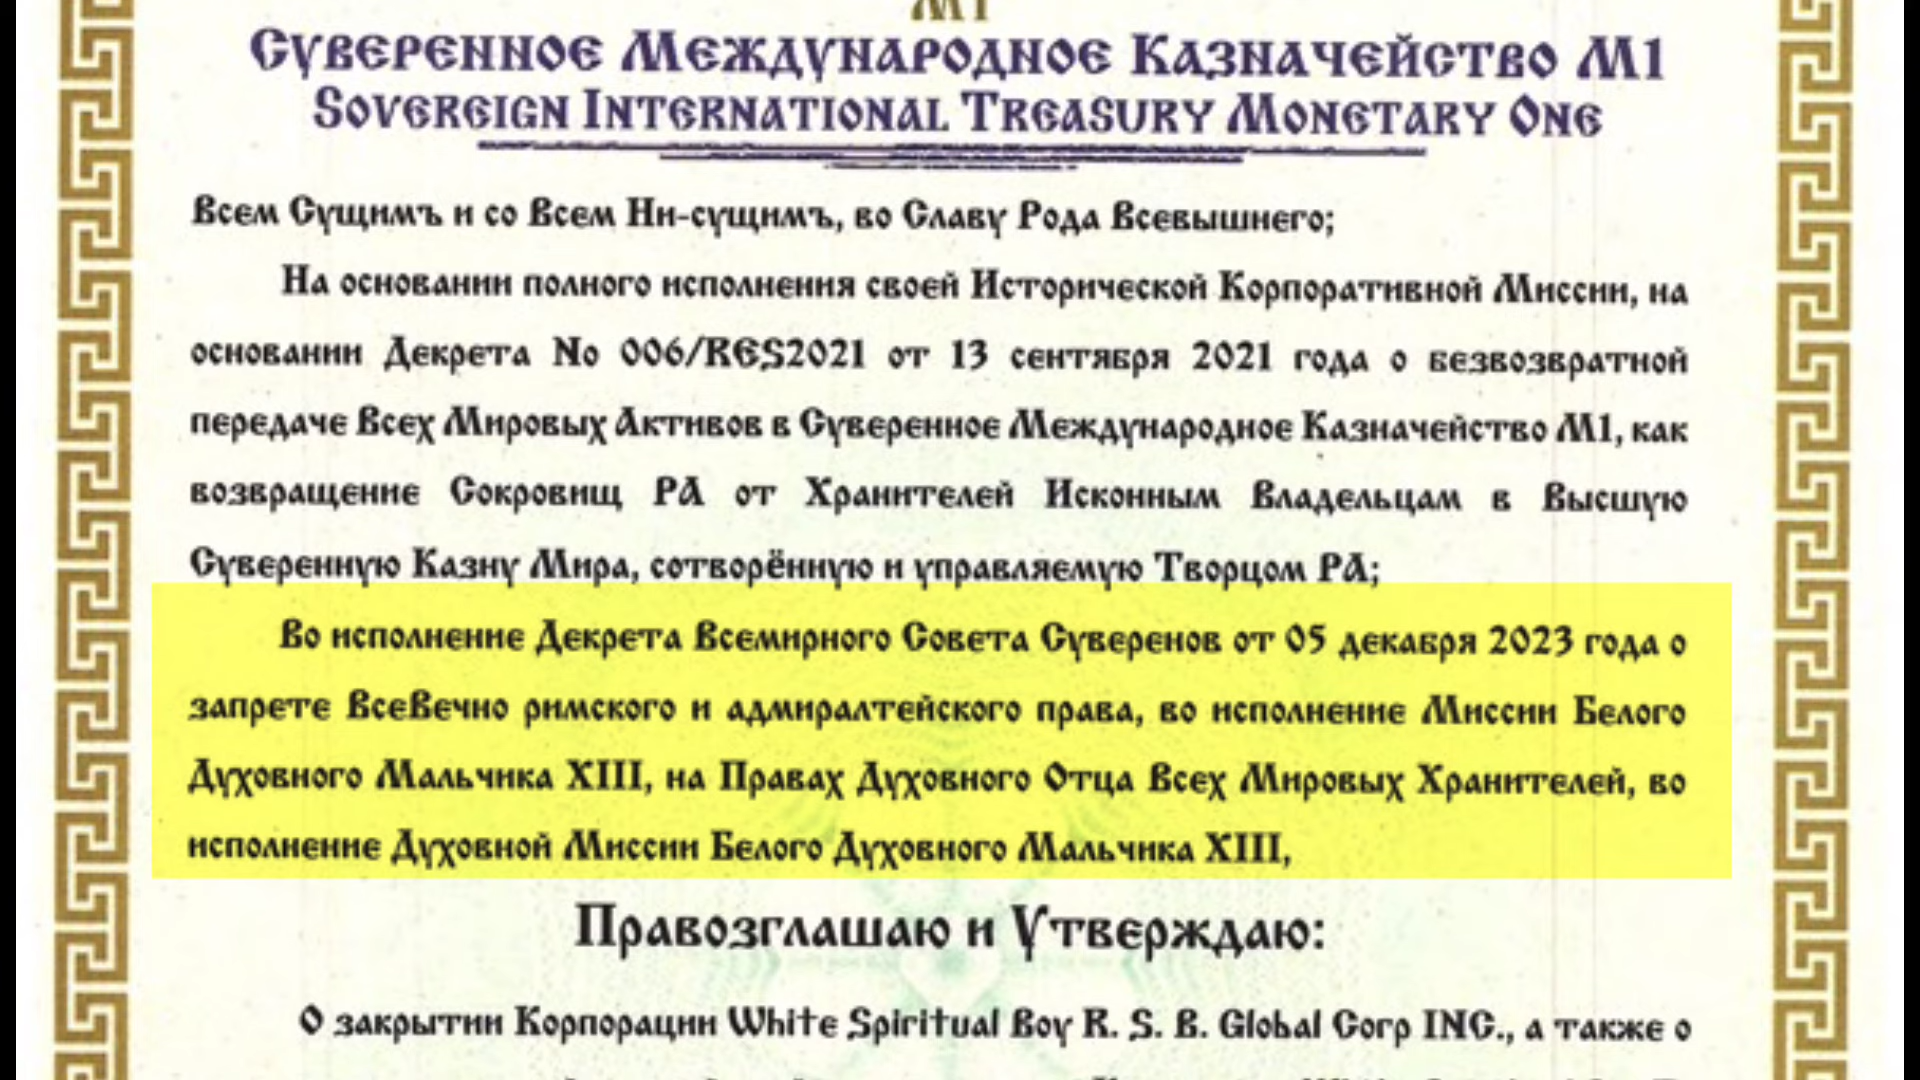 М1
Суверенное Международное Казначейство М1
Sovereign International Treasury Monetary One
Всем Сущимъ и со Всем Ни-сущимъ, во Славу Рода Всевышнего;
На основании полного исполнения своей Исторической Корпоративной Миссии, на
основании Декрета No 006/RES2021 от 13 сентября 2021 года о безвозвратной
передаче Всех Мировых Активов в Суверенное Международное Казначейство М1, как
возвращение Сокровищ РА от Хранителей Исконным Владельцам в Высшую
Суверенную Казну Мира, сотворённую и управляемую Творцом РА;
Во исполнение Декрета Всемирного Совета Суверенов от 05 декабря 2023 года о
запрете ВсеВечно римского и адмиралтейского права, во исполнение Миссии Белого
Духовного Мальчика XIII, на Правах Духовного Отца Всех Мировых Хранителей, во
исполнение Духовной Миссии Белого Духовного Мальчика XIII,
Правозглашаю и Утверждаю:
О закрытии Корпорации White Spiritual Boy R. S. B. Global Corp INC., а также о